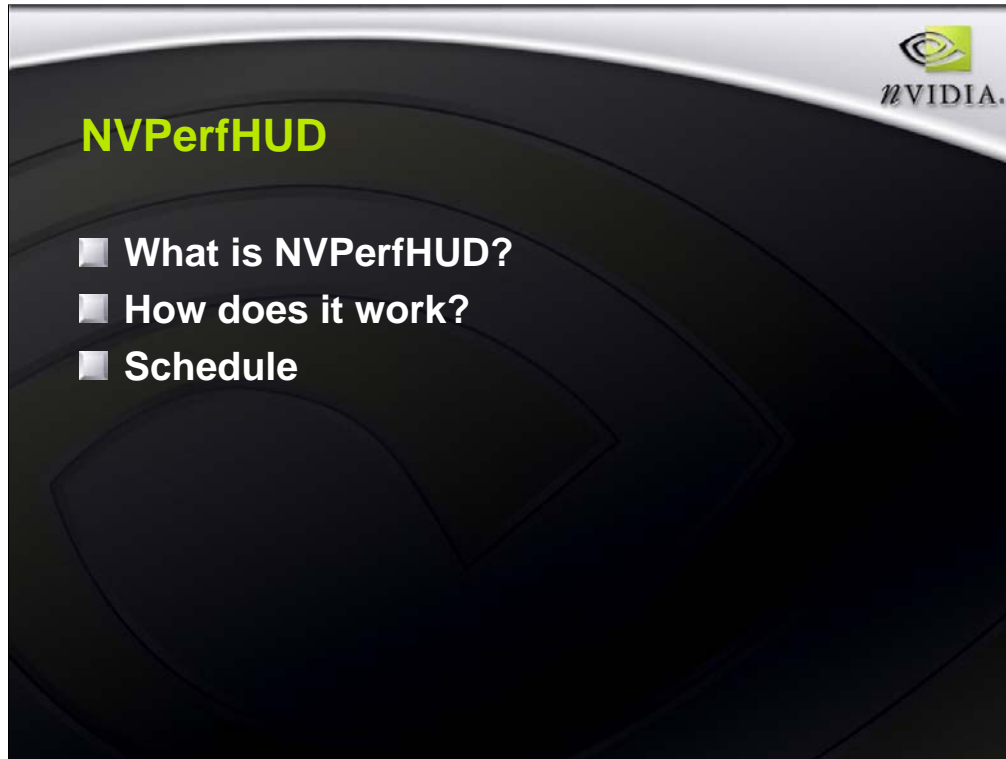 nVIDIA.
NVPerfHUD
What is NVPerfHUD?
How does it work?
Schedule